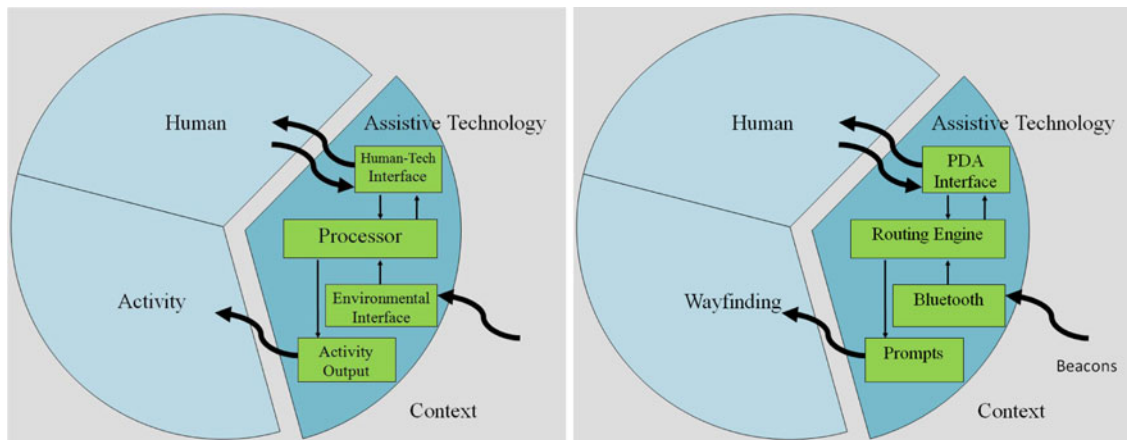 Human
Assistive Technology
Human-Tech
Interface
Processor
Activity
Environmental
Interface
Activity
Output
Context
Human
Assistive Technology
PDA
Interface
Routing Engine
Wayfinding
Bluetooth
Prompts
Beacons
Context